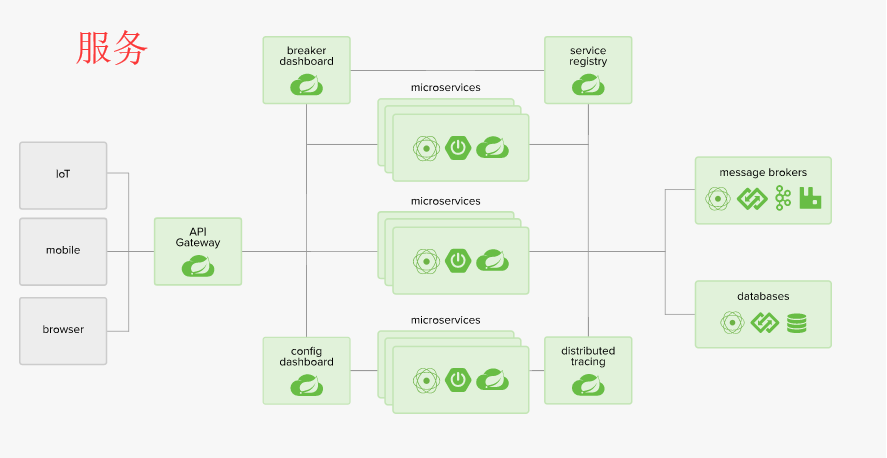 服务
breaker
dashboard
service
registry
microservices
IoT
message brokers
microservices
API
Gateway
mobile
databases
microservices
browser
config
dashboard
distributed
tracing